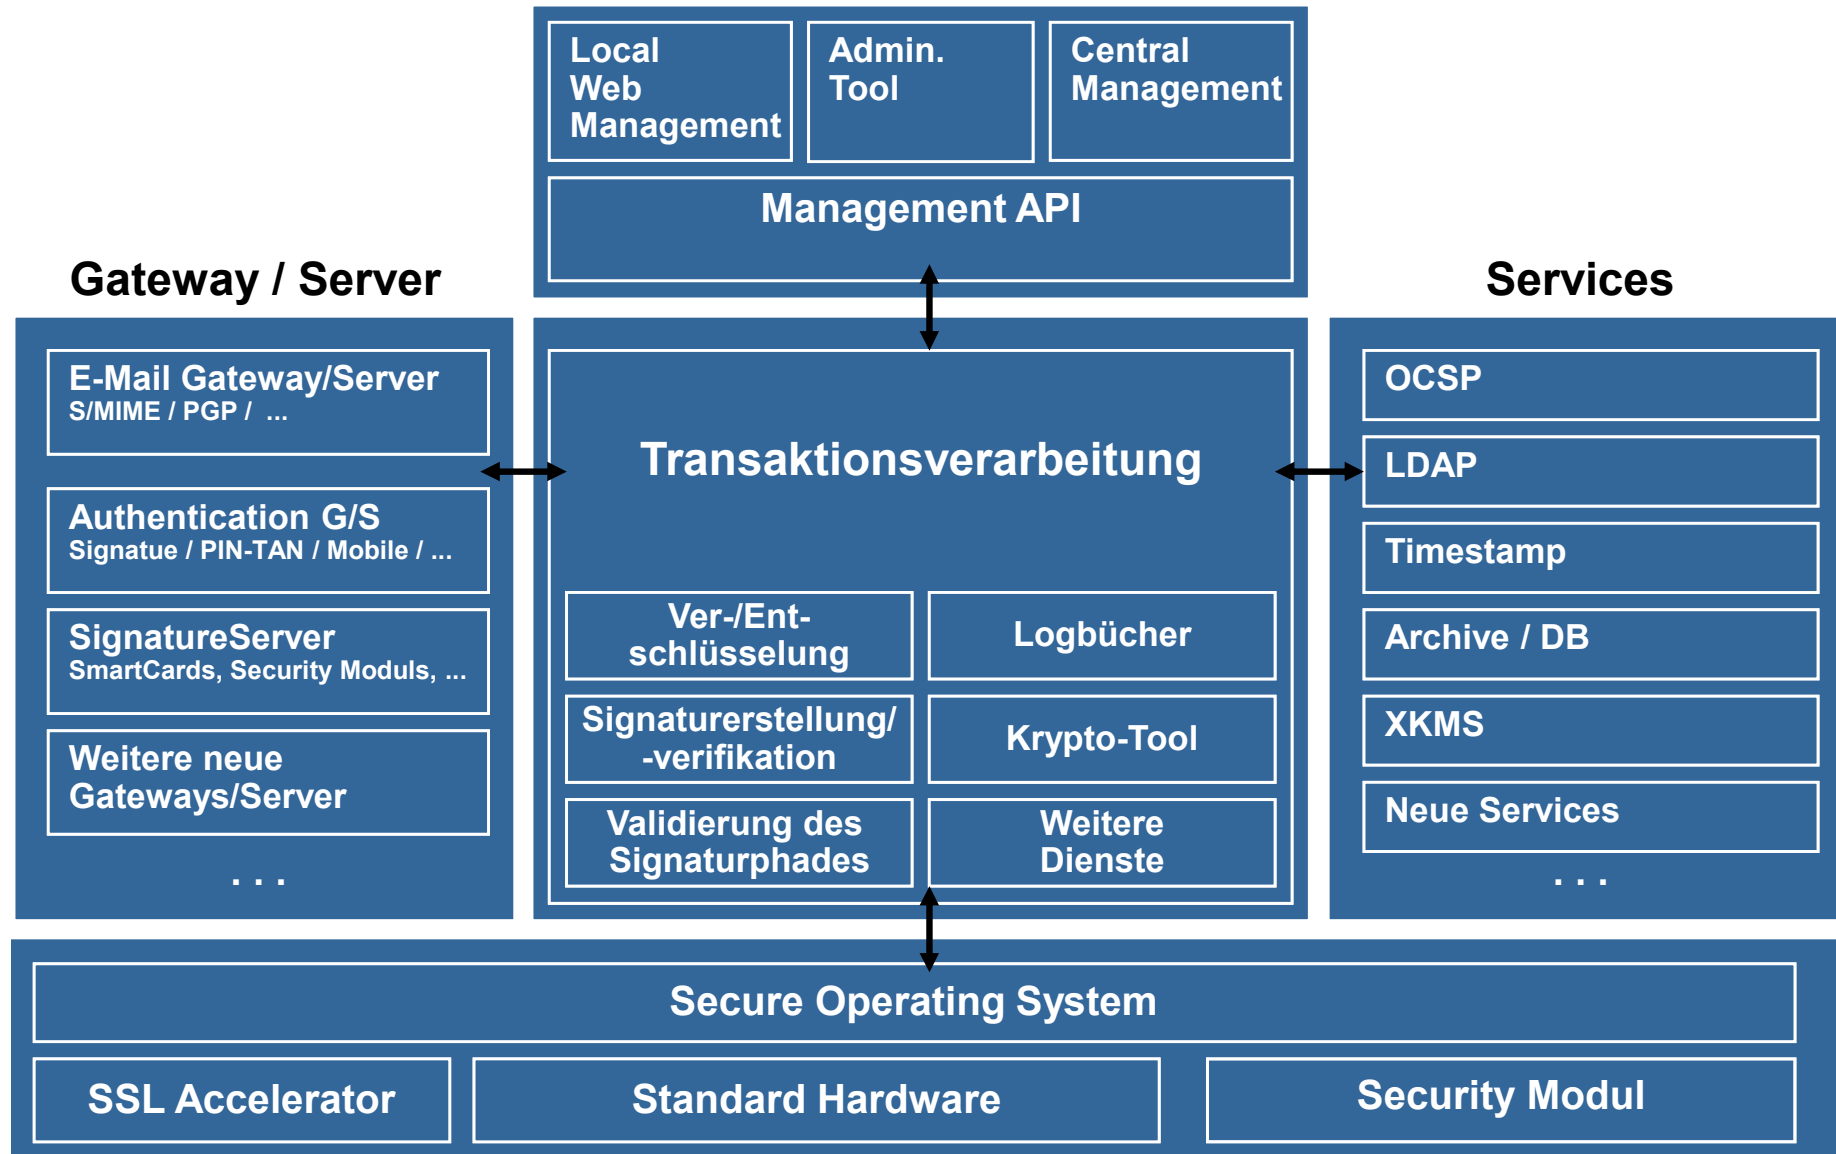 Local
Web
Management
Admin.
Tool
Central
Management
Management API
Gateway / Server
E-Mail Gateway/Server
S/MIME / PGP / ...
Authentication G/S
Signatue / PIN-TAN / Mobile / ...
SignatureServer
SmartCards, Security Moduls, ...
Weitere neue
Gateways/Server
. . .
Transaktionsverarbeitung
Ver-/Ent-
schlüsselung
Logbücher
Signaturerstellung/
-verifikation
Krypto-Tool
Validierung des
Signaturphades
Weitere
Dienste
Services
OCSP
LDAP
Timestamp
Archive / DB
XKMS
Neue Services
. . .
Secure Operating System
SSL Accelerator
Standard Hardware
Security Modul